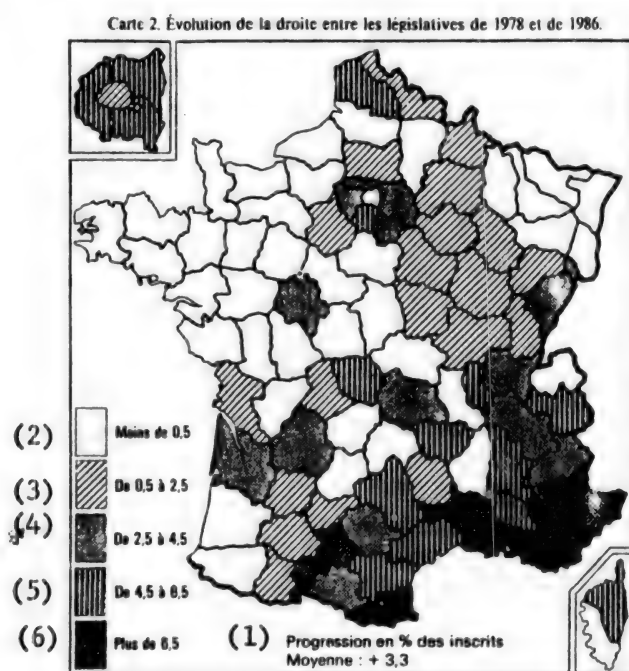 Carte 2. Évolution de la droite entre les législatives de 1978 et de 1986.
(2) Moins de 0,5
(3) De 0,5 à 2,5
(4) De 2,5 à 4,5
(5) De 4,5 à 6,5
(6) Plus de 6,5
(1) Progression en % des inscrits
Moyenne : + 3,3